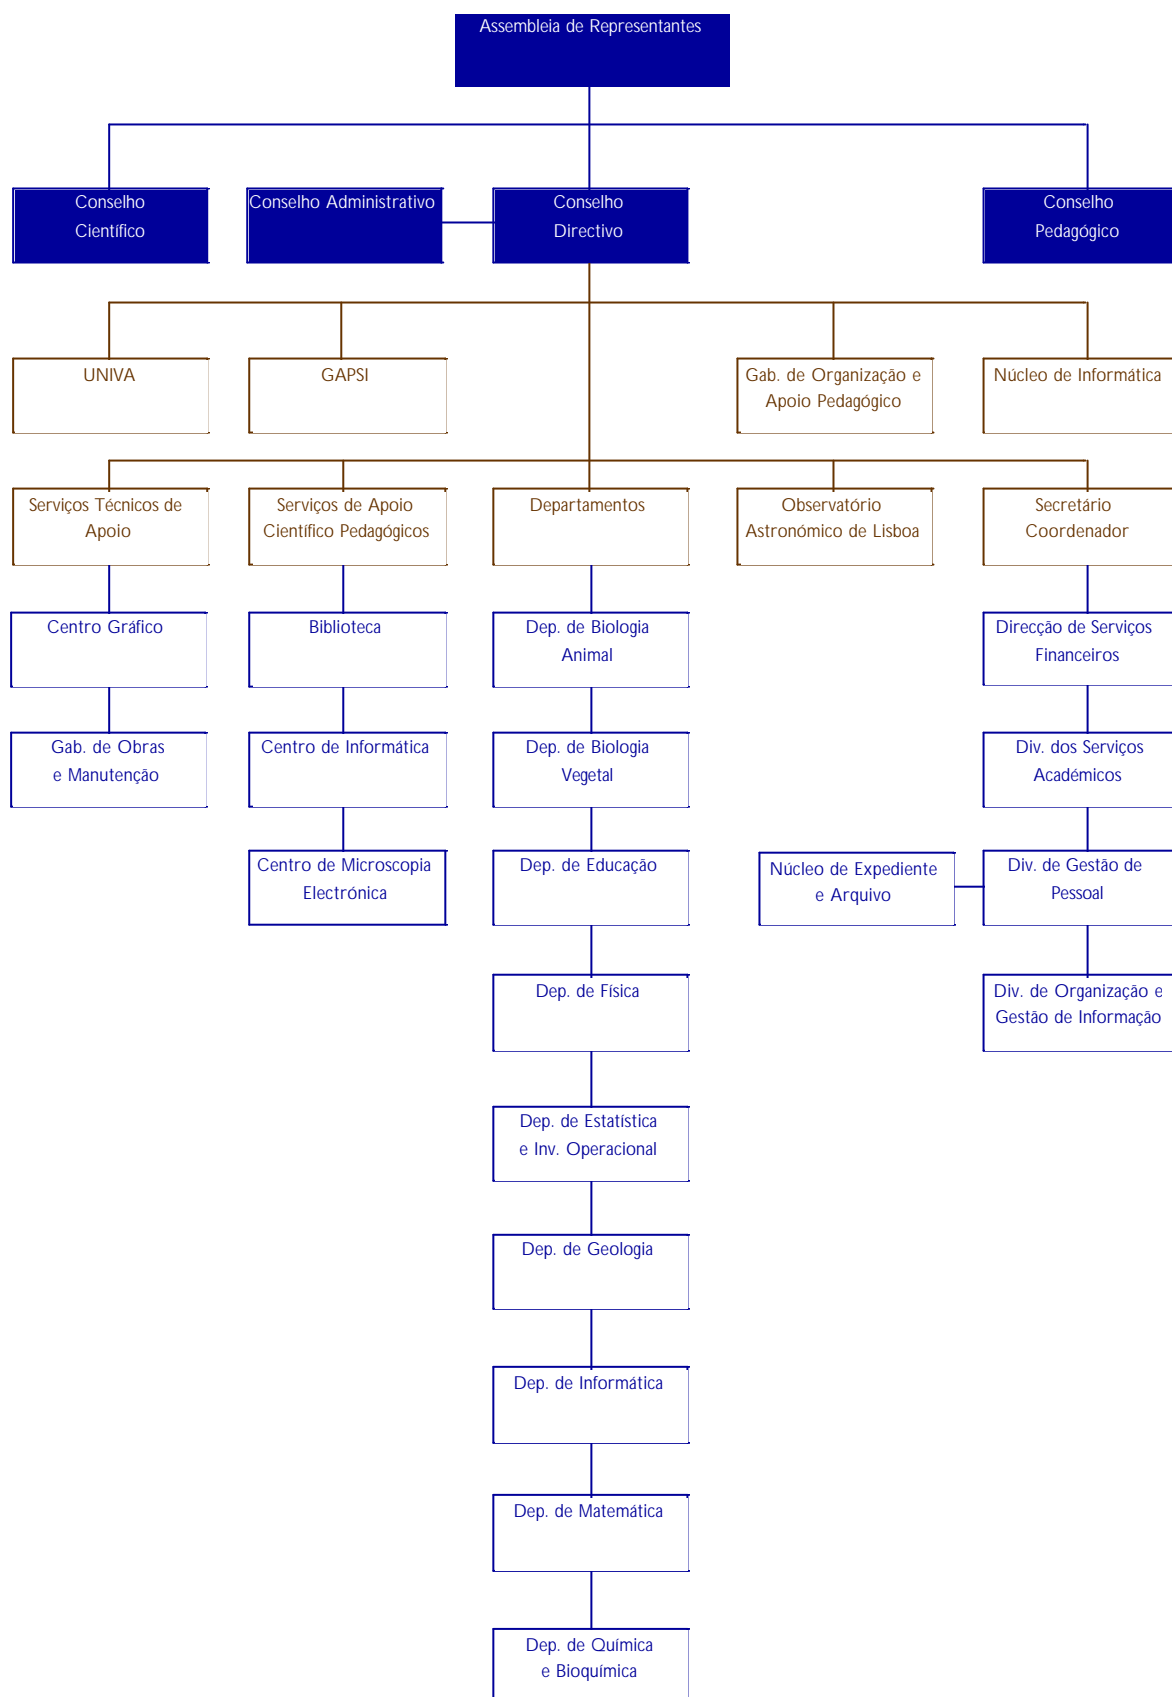 Assembleia de Representantes
Conselho
Científico
Conselho Administrativo
Conselho
Directivo
Conselho
Pedagógico
UNIVA
GAPSI
Gab. de Organização e
Apoio Pedagógico
Núcleo de Informática
Serviços Técnicos de
Apoio
Serviços de Apoio
Científico Pedagógicos
Departamentos
Observatório
Astronómico de Lisboa
Secretário
Coordenador
Centro Gráfico
Biblioteca
Dep. de Biologia
Animal
Direcção de Serviços
Financeiros
Gab. de Obras
e Manutenção
Centro de Informática
Dep. de Biologia
Vegetal
Div. dos Serviços
Académicos
Centro de Microscopia
Electrónica
Dep. de Educação
Núcleo de Expediente
e Arquivo
Div. de Gestão de
Pessoal
Dep. de Física
Div. de Organização e
Gestão de Informação
Dep. de Estatística
e Inv. Operacional
Dep. de Geologia
Dep. de Informática
Dep. de Matemática
Dep. de Química
e Bioquímica